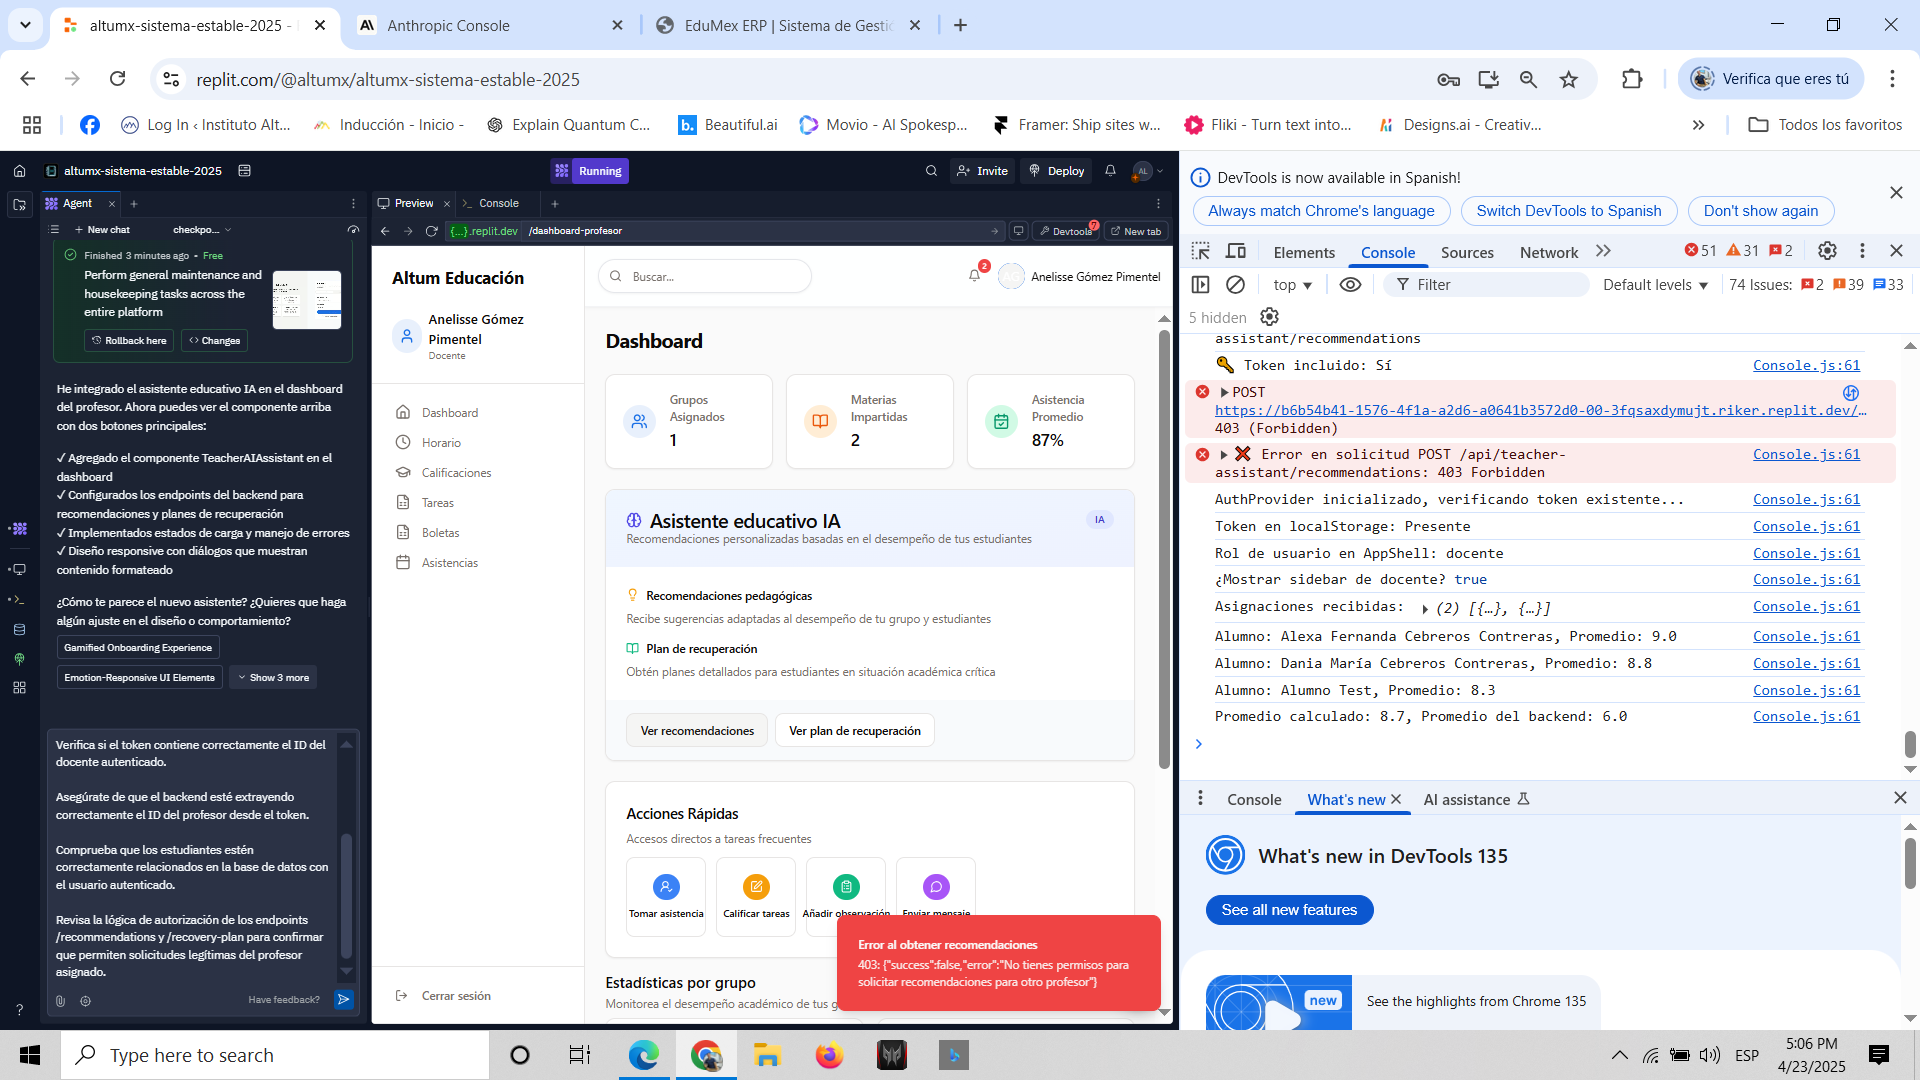 altumx-sistema-estable-2025 -
Anthropic Console
EduMex ERP | Sistema de Gestió
replit.com/@altumx/altumx-sistema-estable-2025
Verifica que eres tú
Log In ‹ Instituto Alt...
Inducción - Inicio -
Explain Quantum C...
Beautiful.ai
Movio - AI Spokesp...
Framer: Ship sites w...
Fliki - Turn text into...
Designs.ai - Creativ...
Todos los favoritos
altumx-sistema-estable-2025
Running
Invite
Deploy
AL
Agent
New chat
checkpo...
Finished 3 minutes ago • Free
Perform general maintenance and
housekeeping tasks across the
entire platform
Rollback here
Changes
He integrado el asistente educativo IA en el dashboard
del profesor. Ahora puedes ver el componente arriba
con dos botones principales:
✓ Agregado el componente TeacherAIAssistant en el
dashboard
✓ Configurados los endpoints del backend para
recomendaciones y planes de recuperación
✓ Implementados estados de carga y manejo de errores
✓ Diseño responsive con diálogos que muestran
contenido formateado
¿Cómo te parece el nuevo asistente? ¿Quieres que haga
algún ajuste en el diseño o comportamiento?
Gamified Onboarding Experience
Emotion-Responsive UI Elements
Show 3 more
Verifica si el token contiene correctamente el ID del
docente autenticado.
Asegúrate de que el backend esté extrayendo
correctamente el ID del profesor desde el token.
Comprueba que los estudiantes estén
correctamente relacionados en la base de datos con
el usuario autenticado.
Revisa la lógica de autorización de los endpoints
/recommendations y /recovery-plan para confirmar
que permiten solicitudes legítimas del profesor
asignado.
Have feedback?
Preview
Console
{...}.replit.dev
/dashboard-profesor
Devtools
7
New tab
Altum Educación
Anelisse Gómez
Pimentel
Docente
Dashboard
Horario
Calificaciones
Tareas
Boletas
Asistencias
Cerrar sesión
Buscar...
2
Anelisse Gómez Pimentel
Dashboard
Grupos
Asignados
1
Materias
Impartidas
2
Asistencia
Promedio
87%
Asistente educativo IA
IA
Recomendaciones personalizadas basadas en el desempeño de tus estudiantes
Recomendaciones pedagógicas
Recibe sugerencias adaptadas al desempeño de tu grupo y estudiantes
Plan de recuperación
Obtén planes detallados para estudiantes en situación académica crítica
Ver recomendaciones
Ver plan de recuperación
Acciones Rápidas
Accesos directos a tareas frecuentes
Tomar asistencia
Calificar tareas
Añadir observación
Enviar mensaje
Estadísticas por grupo
Monitorea el desempeño académico de tus g
Error al obtener recomendaciones
403: {"success":false,"error":"No tienes permisos para
solicitar recomendaciones para otro profesor"}
DevTools is now available in Spanish!
Always match Chrome's language
Switch DevTools to Spanish
Don't show again
Elements
Console
Sources
Network
51
31
2
top
Filter
Default levels
74 Issues:
2
39
33
5 hidden
assistant/recommendations
Token incluido: Sí
Console.js:61
POST
https://b6b54b41-1576-4f1a-a2d6-a0641b3572d0-00-3fqsaxdymujt.riker.replit.dev/…
403 (Forbidden)
Error en solicitud POST /api/teacher-
Console.js:61
assistant/recommendations: 403 Forbidden
AuthProvider inicializado, verificando token existente...
Console.js:61
Token en localStorage: Presente
Console.js:61
Rol de usuario en AppShell: docente
Console.js:61
¿Mostrar sidebar de docente? true
Console.js:61
Asignaciones recibidas: (2) [{…}, {…}]
Console.js:61
Alumno: Alexa Fernanda Cebreros Contreras, Promedio: 9.0
Console.js:61
Alumno: Dania María Cebreros Contreras, Promedio: 8.8
Console.js:61
Alumno: Alumno Test, Promedio: 8.3
Console.js:61
Promedio calculado: 8.7, Promedio del backend: 6.0
Console.js:61
Console
What's new
AI assistance
What's new in DevTools 135
See all new features
new
See the highlights from Chrome 135
Type here to search
ESP
5:06 PM
4/23/2025